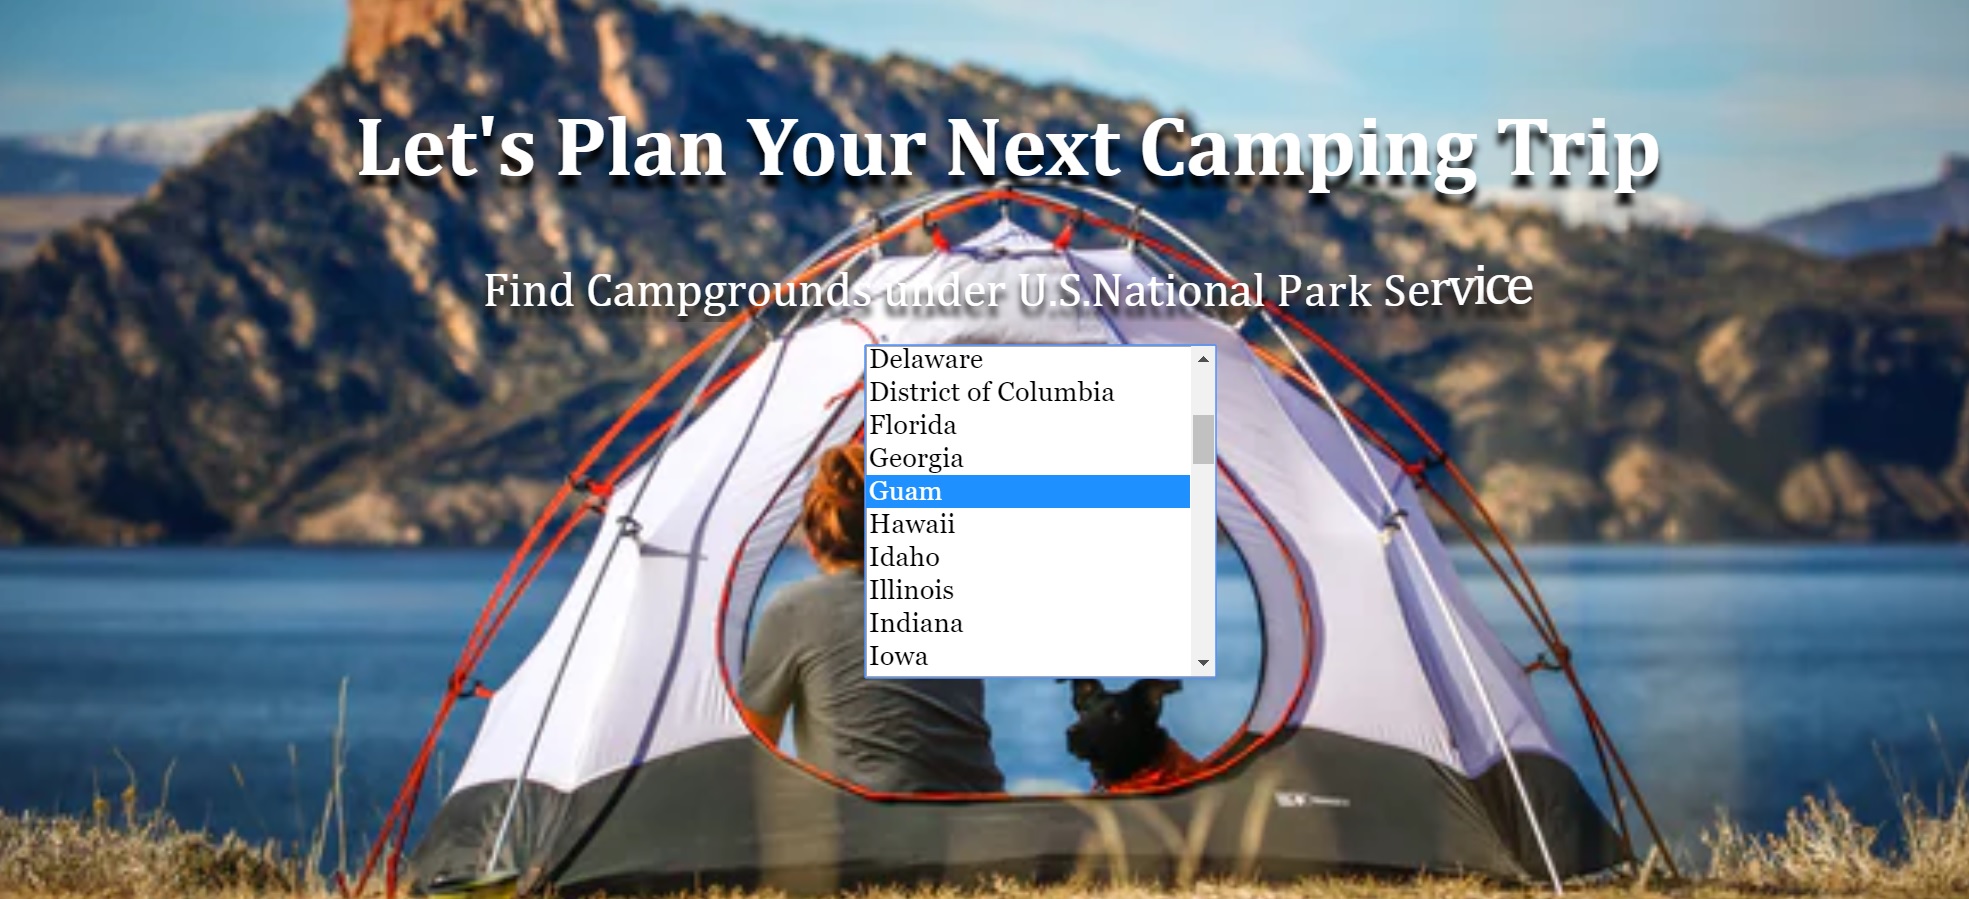 Let's Plan Your Next Camping Trip
Find Campgrounds under U.S.National Park Service
Delaware
District of Columbia
Florida
Georgia
Guam
Hawaii
Idaho
Illinois
Indiana
Iowa